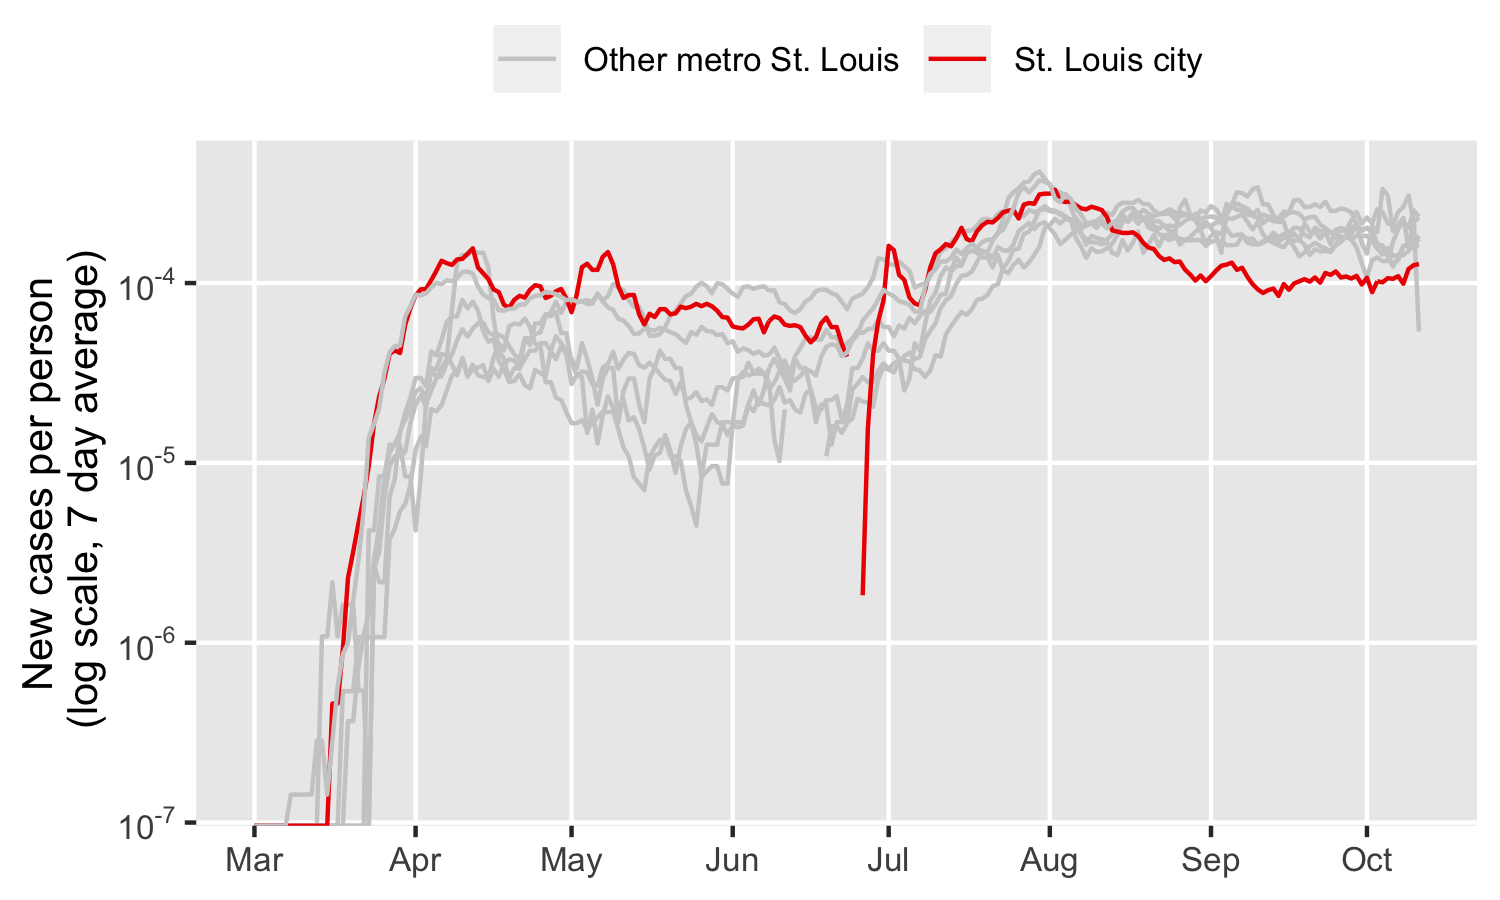 Other metro St. Louis St. Louis city
New cases per person
(log scale, 7 day average)
10⁻⁴
10⁻⁵
10⁻⁶
10⁻⁷
Mar Apr May Jun Jul Aug Sep Oct